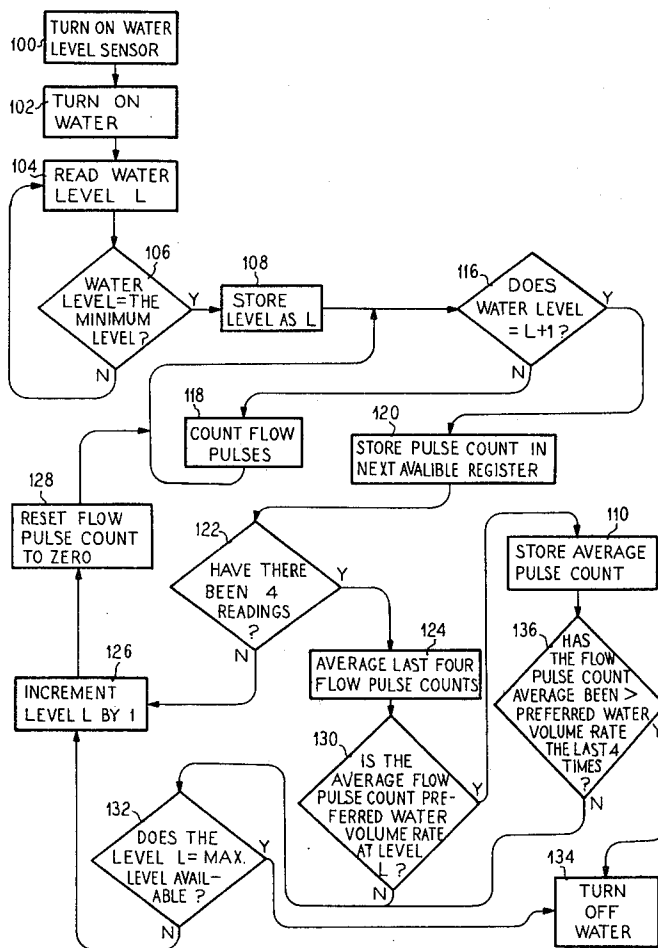 100
TURN ON WATER
LEVEL SENSOR
102
TURN ON
WATER
104
READ WATER
LEVEL L
106
WATER
LEVEL=THE
MINIMUM
LEVEL?
Y
N
108
STORE
LEVEL AS L
116
DOES
WATER LEVEL
= L+1?
Y
N
118
COUNT FLOW
PULSES
120
STORE PULSE COUNT IN
NEXT AVALIBLE REGISTER
128
RESET FLOW
PULSE COUNT
TO ZERO
122
HAVE THERE
BEEN 4
READINGS
?
Y
N
110
STORE AVERAGE
PULSE COUNT
124
AVERAGE LAST FOUR
FLOW PULSE COUNTS
126
INCREMENT
LEVEL L BY 1
136
HAS
THE FLOW
PULSE COUNT
AVERAGE BEEN >
PREFERRED WATER
VOLUME RATE
THE LAST 4
TIMES
?
Y
N
130
IS THE
AVERAGE FLOW
PULSE COUNT PRE-
FERRED WATER
VOLUME RATE
AT LEVEL
L ?
Y
N
132
DOES THE
LEVEL L=MAX.
LEVEL AVAIL-
ABLE ?
Y
N
134
TURN
OFF
WATER